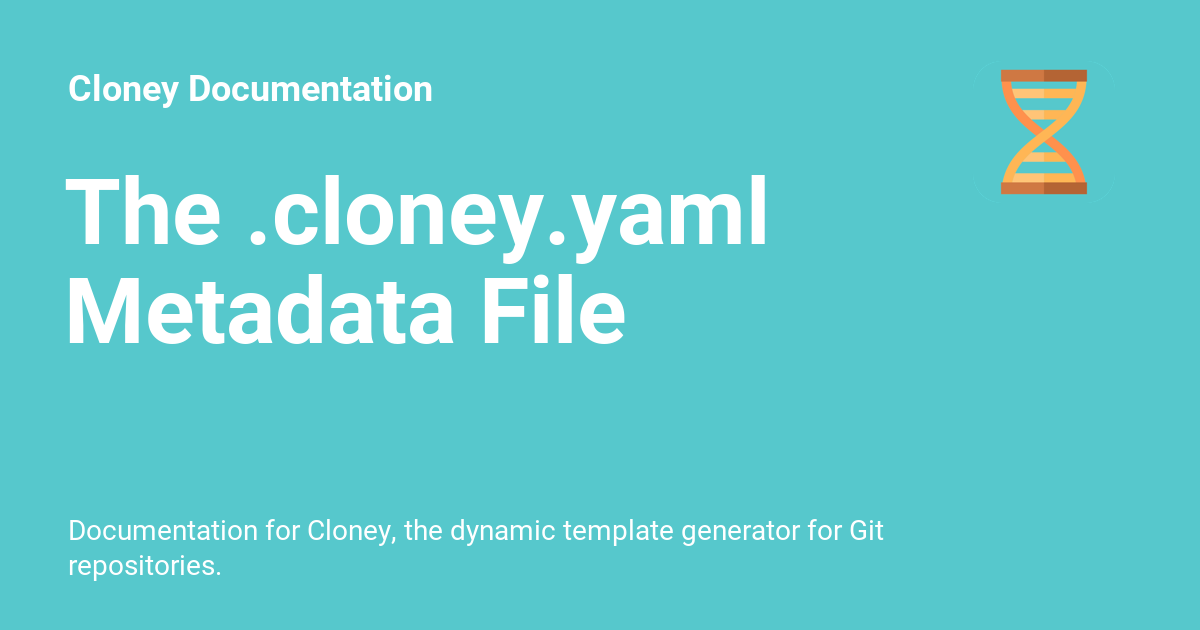 Cloney Documentation
The .cloney.yaml
Metadata File
Documentation for Cloney, the dynamic template generator for Git
repositories.